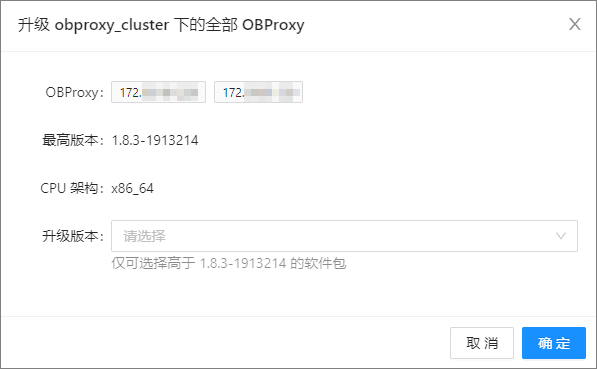 升级 obproxy_cluster 下的全部 OBProxy
OBProxy: 172. 172.
最高版本: 1.8.3-1913214
CPU 架构: x86_64
升级版本: 请选择
仅可选择高于 1.8.3-1913214 的软件包
取 消 确 定